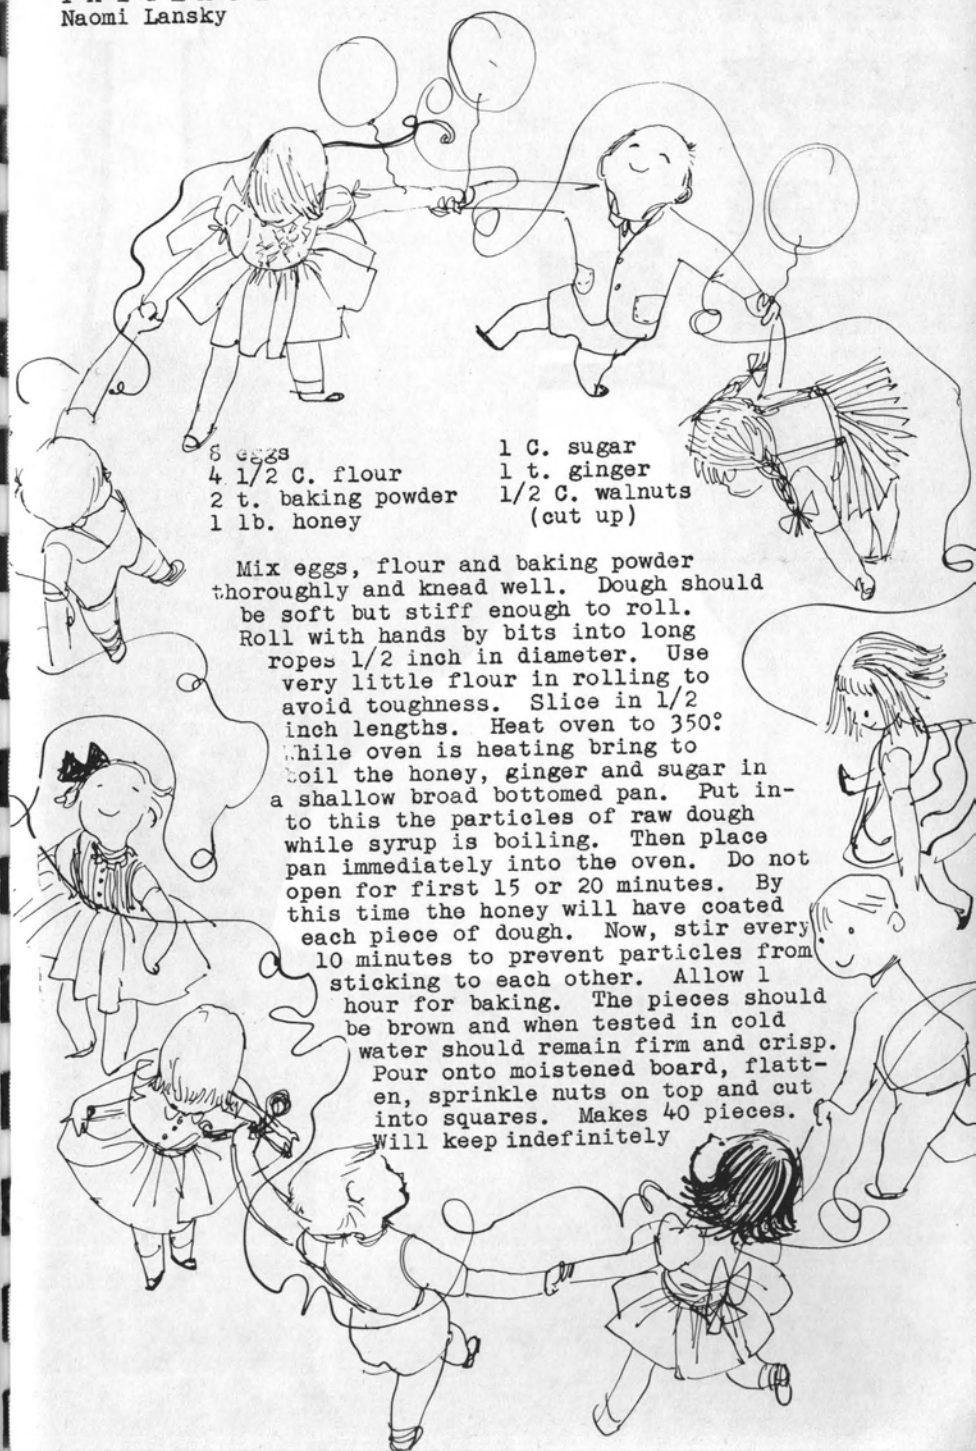 Naomi Lansky
8 eggs
4 1/2 C. flour
2 t. baking powder
1 lb. honey
1 C. sugar
1 t. ginger
1/2 C. walnuts
(cut up)
Mix eggs, flour and baking powder
thoroughly and knead well. Dough should
be soft but stiff enough to roll.
Roll with hands by bits into long
ropes 1/2 inch in diameter. Use
very little flour in rolling to
avoid toughness. Slice in 1/2
inch lengths. Heat oven to 350°.
While oven is heating bring to
boil the honey, ginger and sugar in
a shallow broad bottomed pan. Put in-
to this the particles of raw dough
while syrup is boiling. Then place
pan immediately into the oven. Do not
open for first 15 or 20 minutes. By
this time the honey will have coated
each piece of dough. Now, stir every
10 minutes to prevent particles from
sticking to each other. Allow 1
hour for baking. The pieces should
be brown and when tested in cold
water should remain firm and crisp.
Pour onto moistened board, flatt-
en, sprinkle nuts on top and cut
into squares. Makes 40 pieces.
Will keep indefinitely